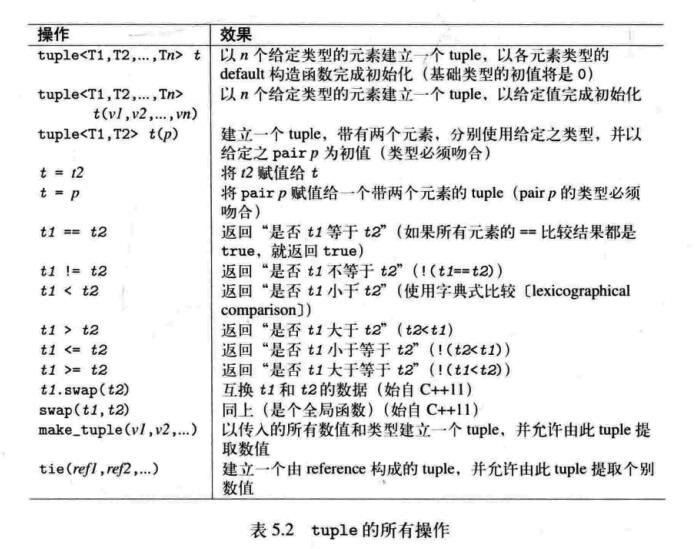 操作 效果
tuple<T1,T2,...,Tn> t 以 n 个给定类型的元素建立一个 tuple，以各元素类型的
default 构造函数完成初始化（基础类型的初值将是 0）
tuple<T1,T2,...,Tn> 以 n 个给定类型的元素建立一个 tuple，以给定值完成初始化
t(v1,v2,...,vn)
tuple<T1,T2> t(p) 建立一个 tuple，带有两个元素，分别使用给定之类型，并以
给定之 pair p 为初值（类型必须吻合）
t = t2 将 t2 赋值给 t
t = p 将 pair p 赋值给一个带两个元素的 tuple（pair p 的类型必须
吻合）
t1 == t2 返回“是否 t1 等于 t2”（如果所有元素的 == 比较结果都是
true，就返回 true）
t1 != t2 返回“是否 t1 不等于 t2”（!(t1==t2)）
t1 < t2 返回“是否 t1 小于 t2”（使用字典式比较〔lexicographical
comparison〕）
t1 > t2 返回“是否 t1 大于 t2”（t2<t1）
t1 <= t2 返回“是否 t1 小于等于 t2”（!(t2<t1)）
t1 >= t2 返回“是否 t1 大于等于 t2”（!(t1<t2)）
t1.swap(t2) 互换 t1 和 t2 的数据（始自 C++11）
swap(t1,t2) 同上（是个全局函数）（始自 C++11）
make_tuple(v1,v2,...) 以传入的所有数值和类型建立一个 tuple，并允许由此 tuple 提
取数值
tie(ref1,ref2,...) 建立一个由 reference 构成的 tuple，并允许由此 tuple 提取个别
数值
表 5.2 tuple 的所有操作